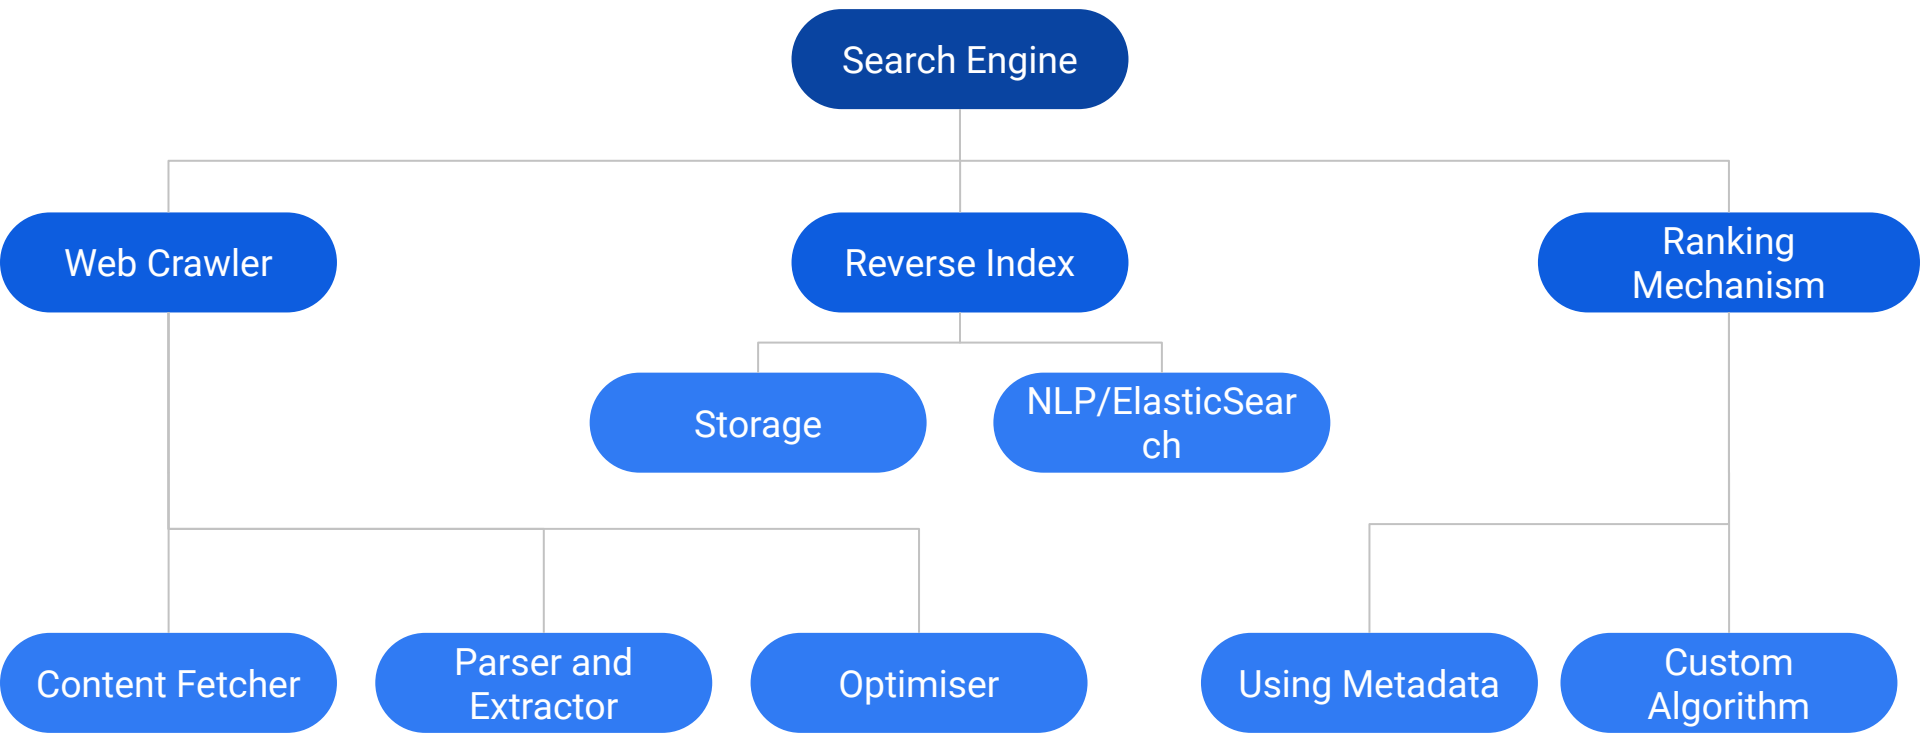 Search Engine
Web Crawler
Reverse Index
Ranking
Mechanism
Storage
NLP/ElasticSear
ch
Content Fetcher
Parser and
Extractor
Optimiser
Using Metadata
Custom
Algorithm